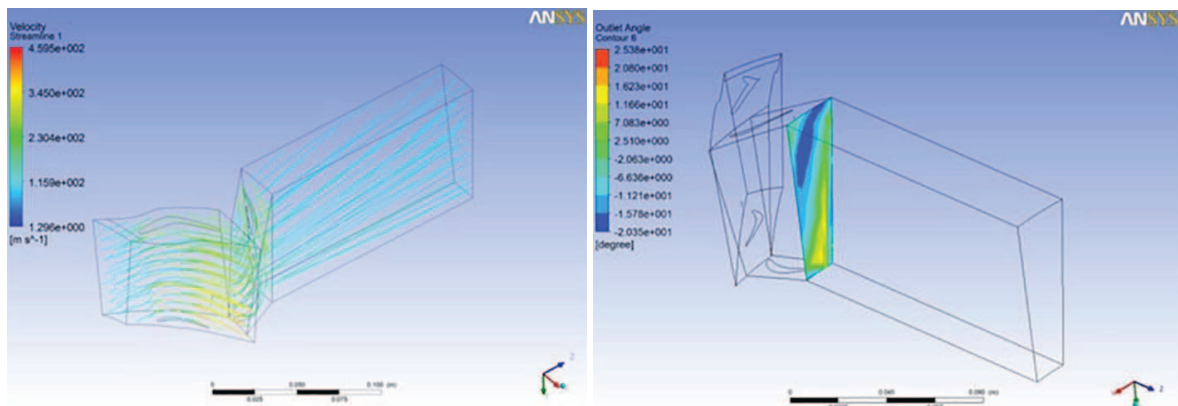 ANSYS
Velocity
Streamline 1
4.595e+002
3.450e+002
2.304e+002
1.159e+002
1.296e+000
[m s^-1]
Z
0 0.050 0.100 (m)
0.025 0.075
ANSYS
Outlet Angle
Contour 6
2.538e+001
2.080e+001
1.623e+001
1.166e+001
7.083e+000
2.510e+000
-2.063e+000
-6.636e+000
-1.121e+001
-1.578e+001
-2.035e+001
[degree]
Z
0 0.045 0.090 (m)